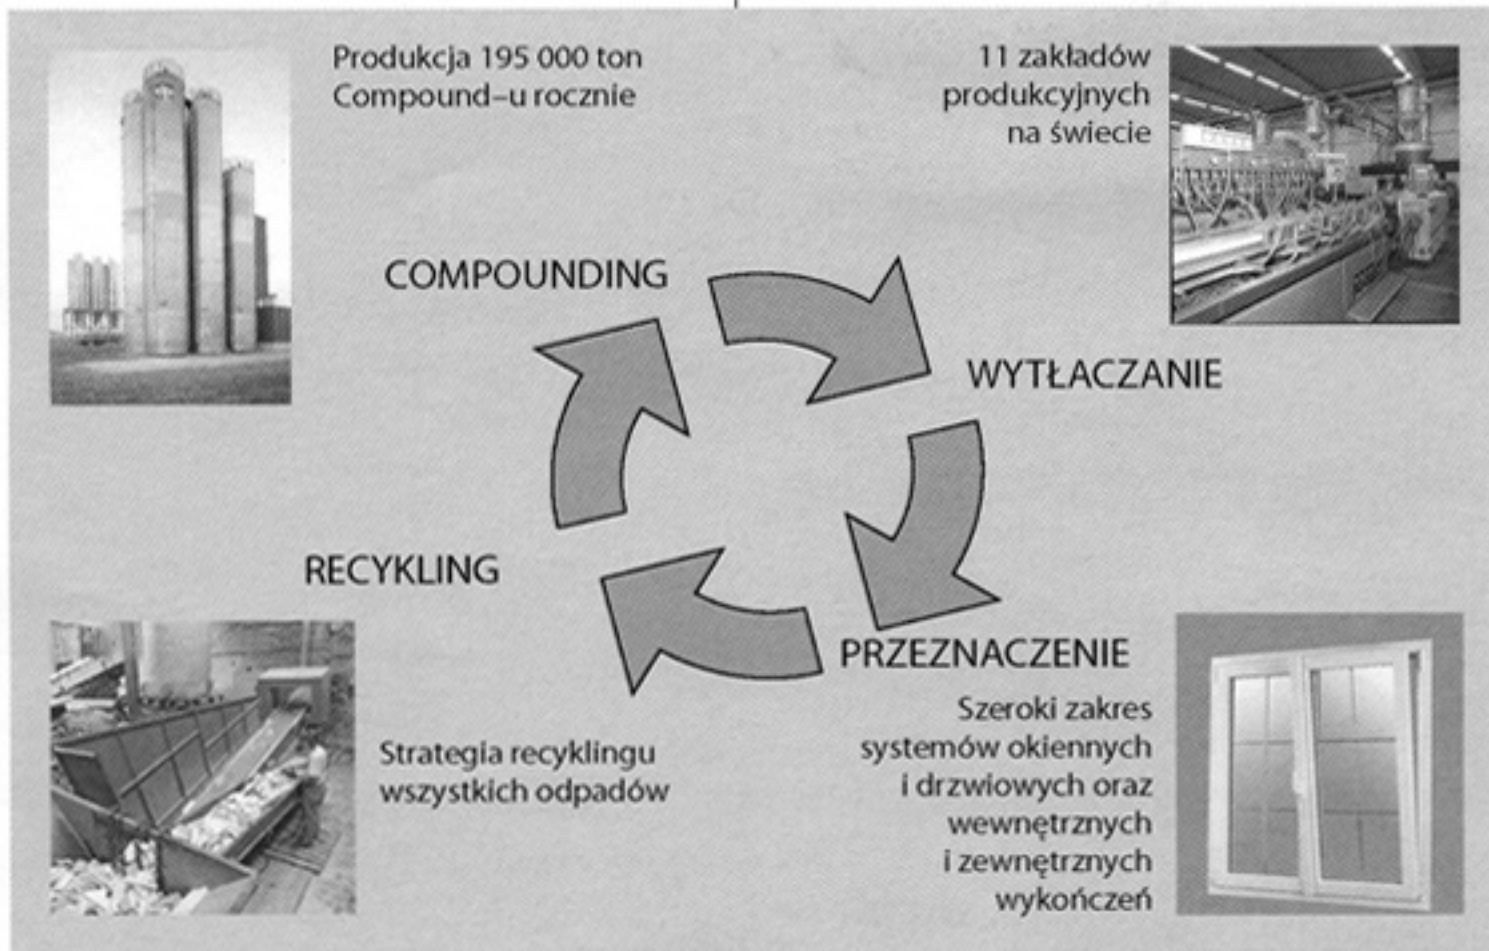 Produkcja 195 000 ton
Compound–u rocznie
11 zakładów
produkcyjnych
na świecie
COMPOUNDING
WYTŁACZANIE
RECYKLING
PRZEZNACZENIE
Strategia recyklingu
wszystkich odpadów
Szeroki zakres
systemów okiennych
i drzwiowych oraz
wewnętrznych
i zewnętrznych
wykończeń